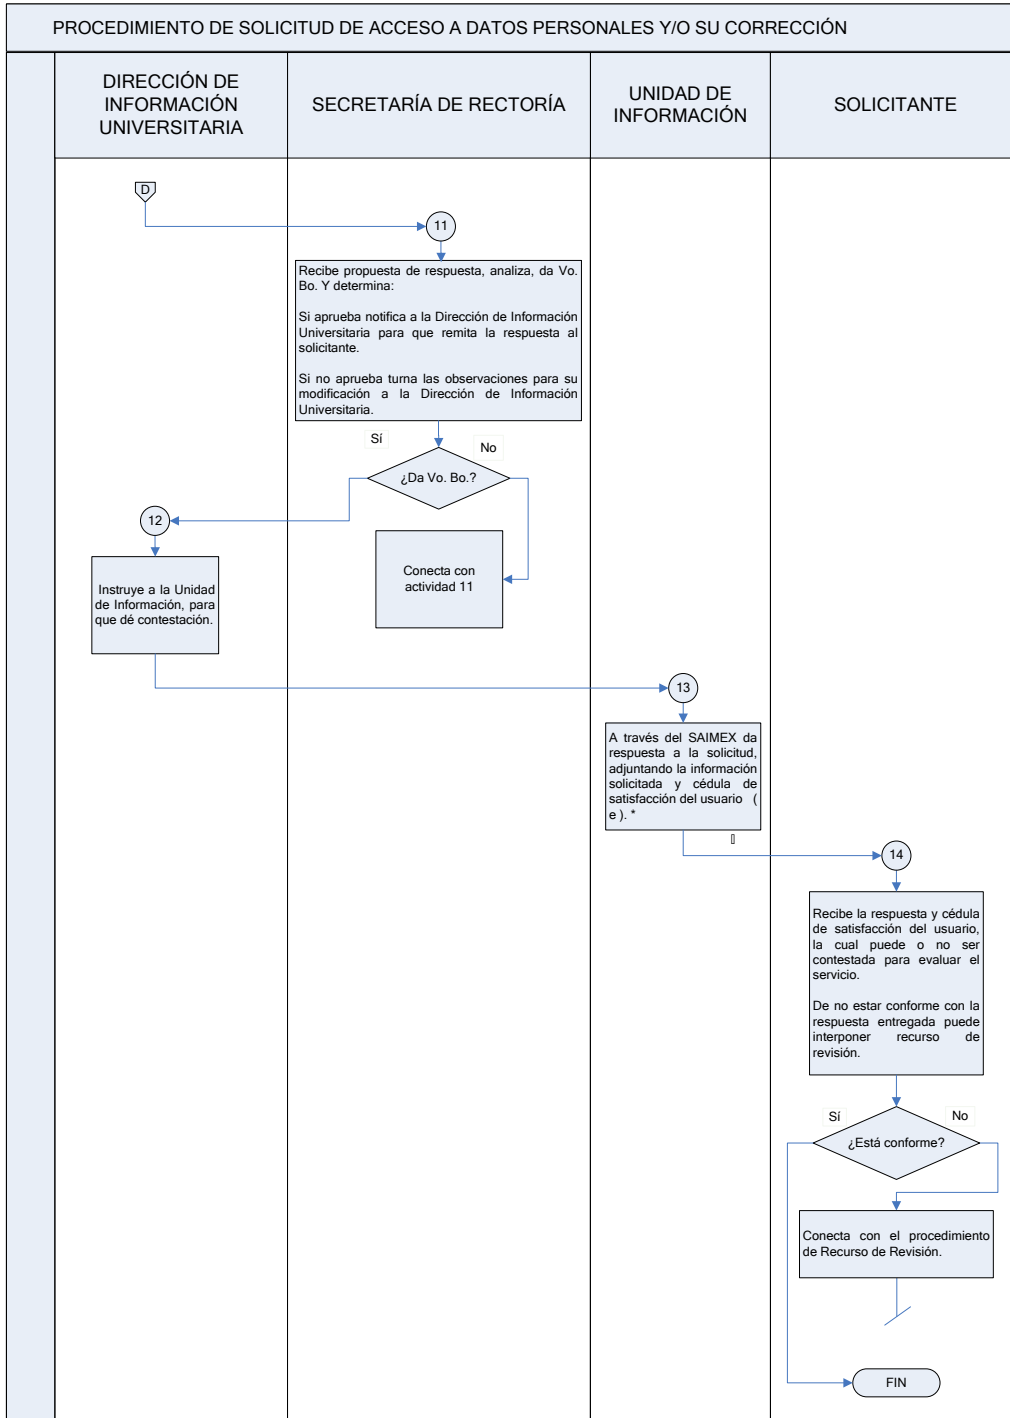 PROCEDIMIENTO DE SOLICITUD DE ACCESO A DATOS PERSONALES Y/O SU CORRECCIÓN
DIRECCIÓN DE
INFORMACIÓN
UNIVERSITARIA
SECRETARÍA DE RECTORÍA
UNIDAD DE
INFORMACIÓN
SOLICITANTE
D
11
Recibe propuesta de respuesta, analiza, da Vo.
Bo. Y determina:
Si aprueba notifica a la Dirección de Información
Universitaria para que remita la respuesta al
solicitante.
Si no aprueba turna las observaciones para su
modificación a la Dirección de Información
Universitaria.
Sí
No
¿Da Vo. Bo.?
12
Conecta con
actividad 11
Instruye a la Unidad
de Información, para
que dé contestación.
13
A través del SAIMEX da
respuesta a la solicitud,
adjuntando la información
solicitada y cédula de
satisfacción del usuario (
e ). *
14
Recibe la respuesta y cédula
de satisfacción del usuario,
la cual puede o no ser
contestada para evaluar el
servicio.
De no estar conforme con la
respuesta entregada puede
interponer recurso de
revisión.
Sí
No
¿Está conforme?
Conecta con el procedimiento
de Recurso de Revisión.
FIN